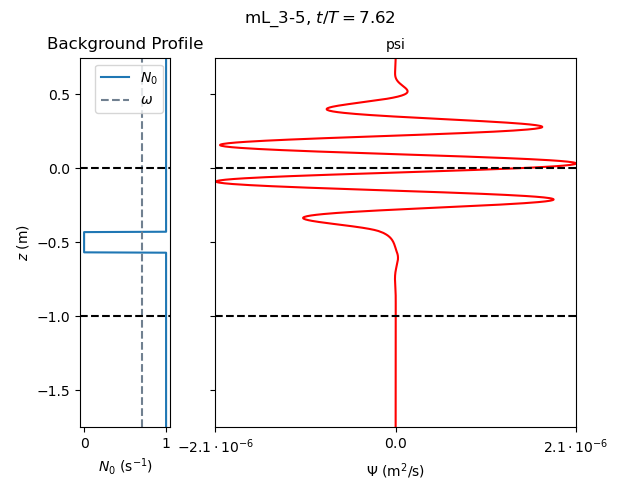 mL_3-5, t/T = 7.62
Background Profile
psi
N₀
ω
0.5
0.0
−0.5
−1.0
−1.5
z (m)
0
1
N₀ (s⁻¹)
−2.1 · 10⁻⁶
0.0
2.1 · 10⁻⁶
Ψ (m²/s)